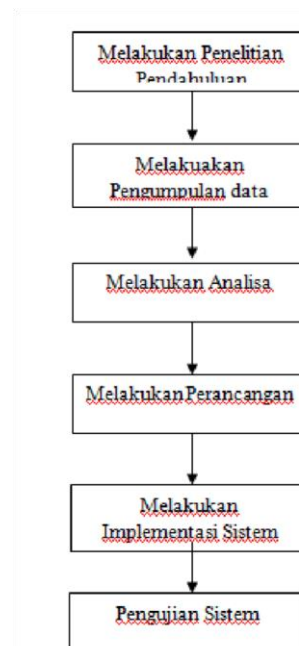 Melakukan Penelitian
Pendahuluan
Melakuakan
Pengumpulan data
Melakukan Analisa
Melakukan Perancangan
Melakukan
Implementasi Sistem
Pengujian Sistem